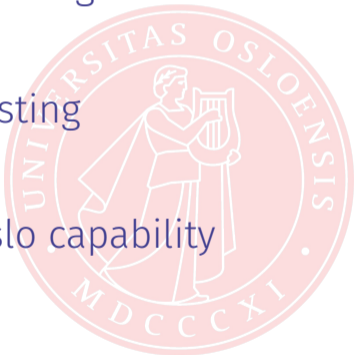 g
sting
slo capability
UNIVERSITAS OSLOENSIS
MDCCCXI